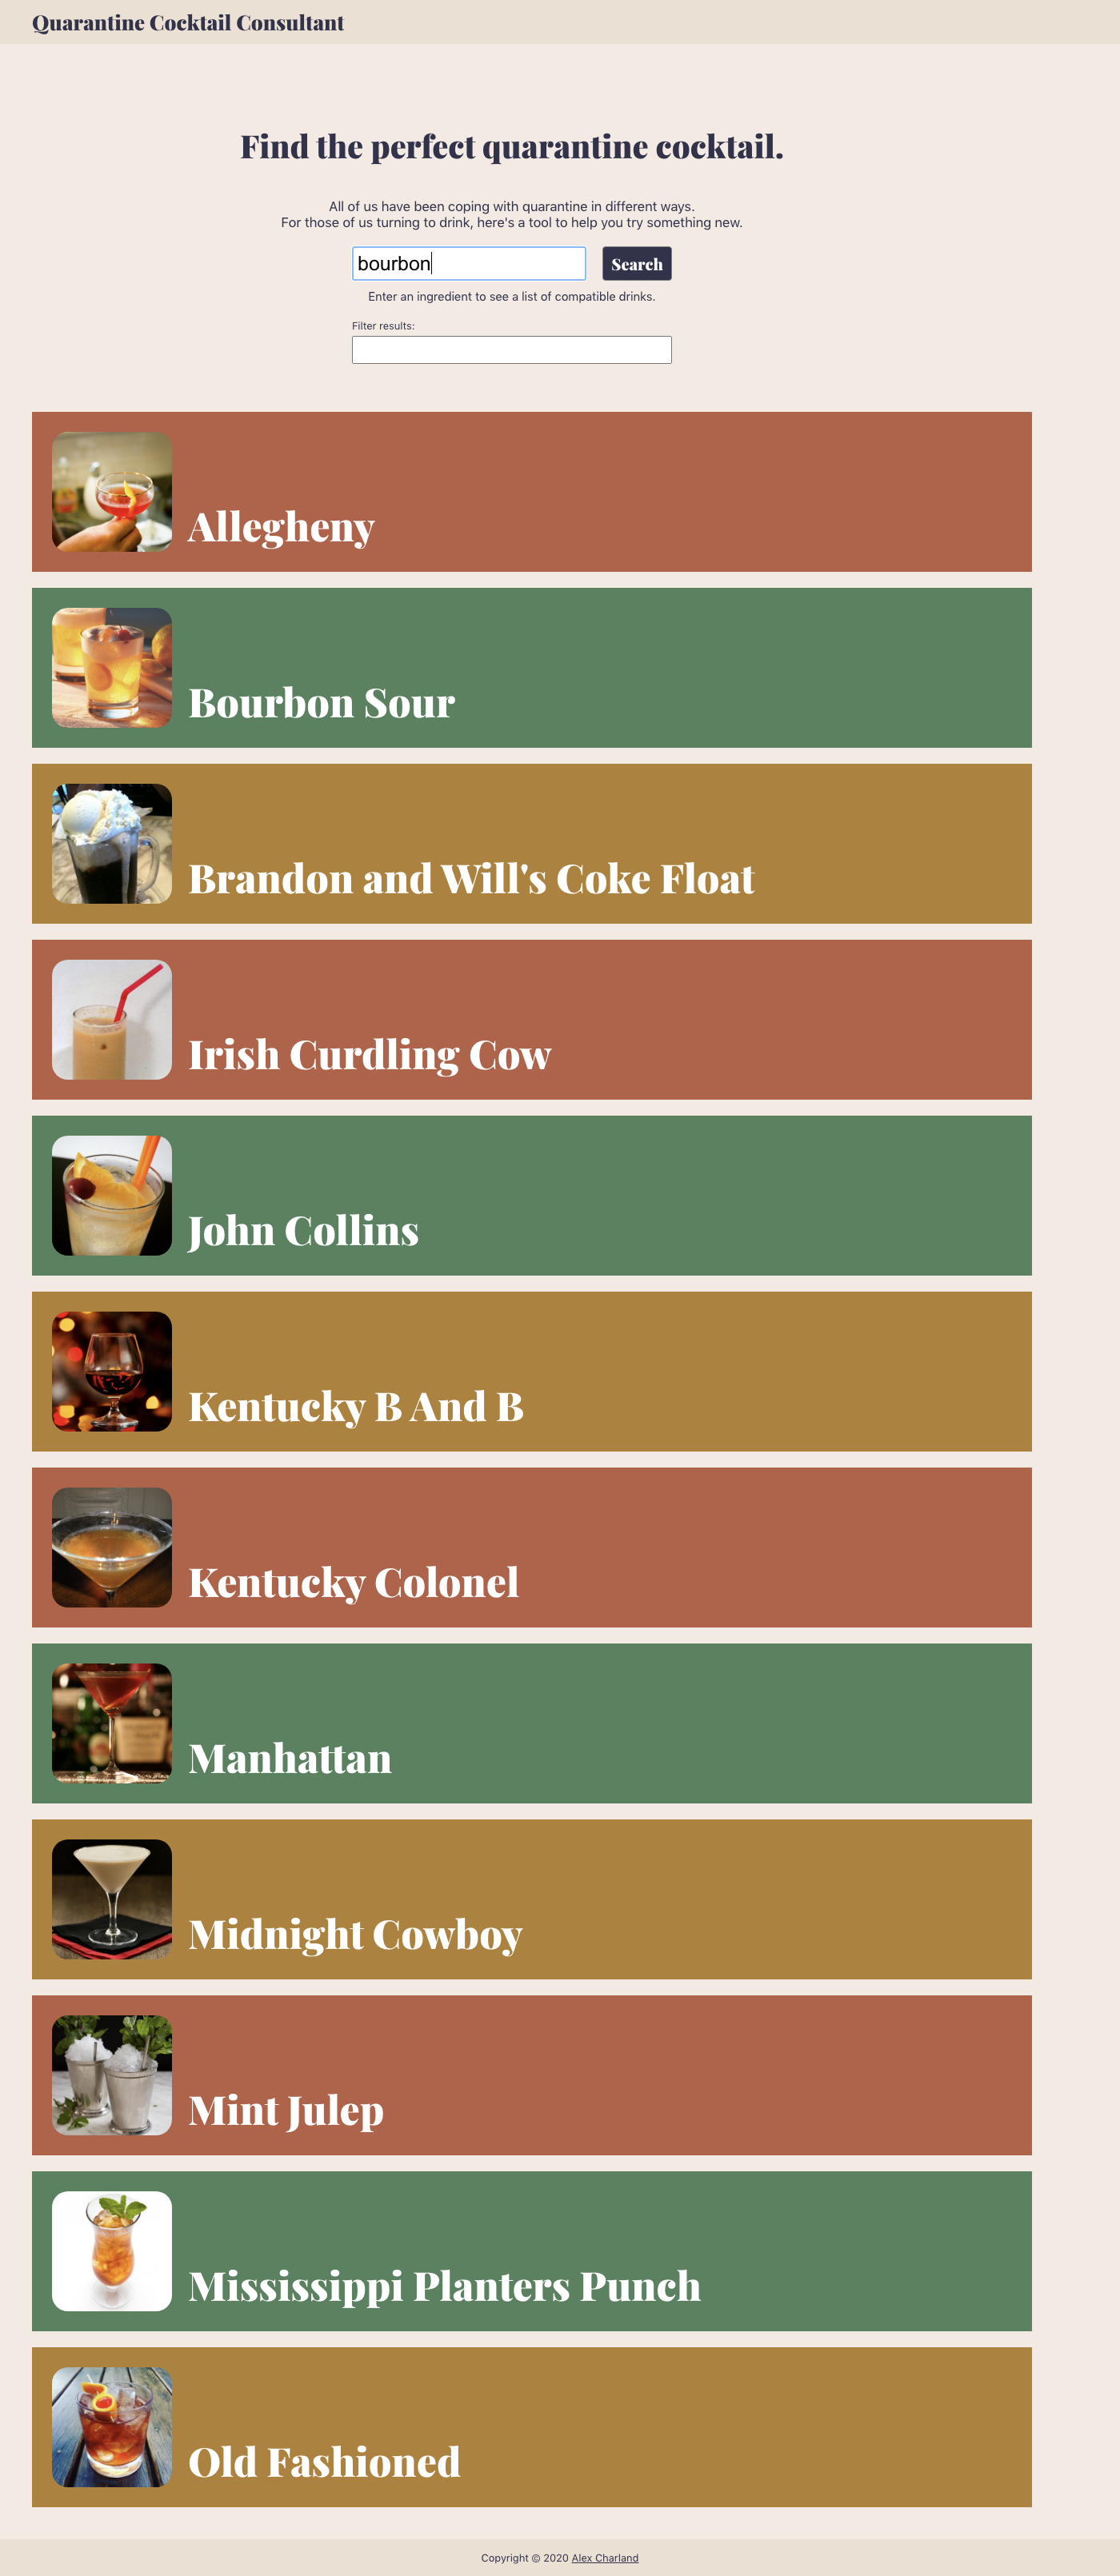 Quarantine Cocktail Consultant
Find the perfect quarantine cocktail.
All of us have been coping with quarantine in different ways.
For those of us turning to drink, here's a tool to help you try something new.
bourbon
Search
Enter an ingredient to see a list of compatible drinks.
Filter results:
Allegheny
Bourbon Sour
Brandon and Will's Coke Float
Irish Curdling Cow
John Collins
Kentucky B And B
Kentucky Colonel
Manhattan
Midnight Cowboy
Mint Julep
Mississippi Planters Punch
Old Fashioned
Copyright © 2020 Alex Charland